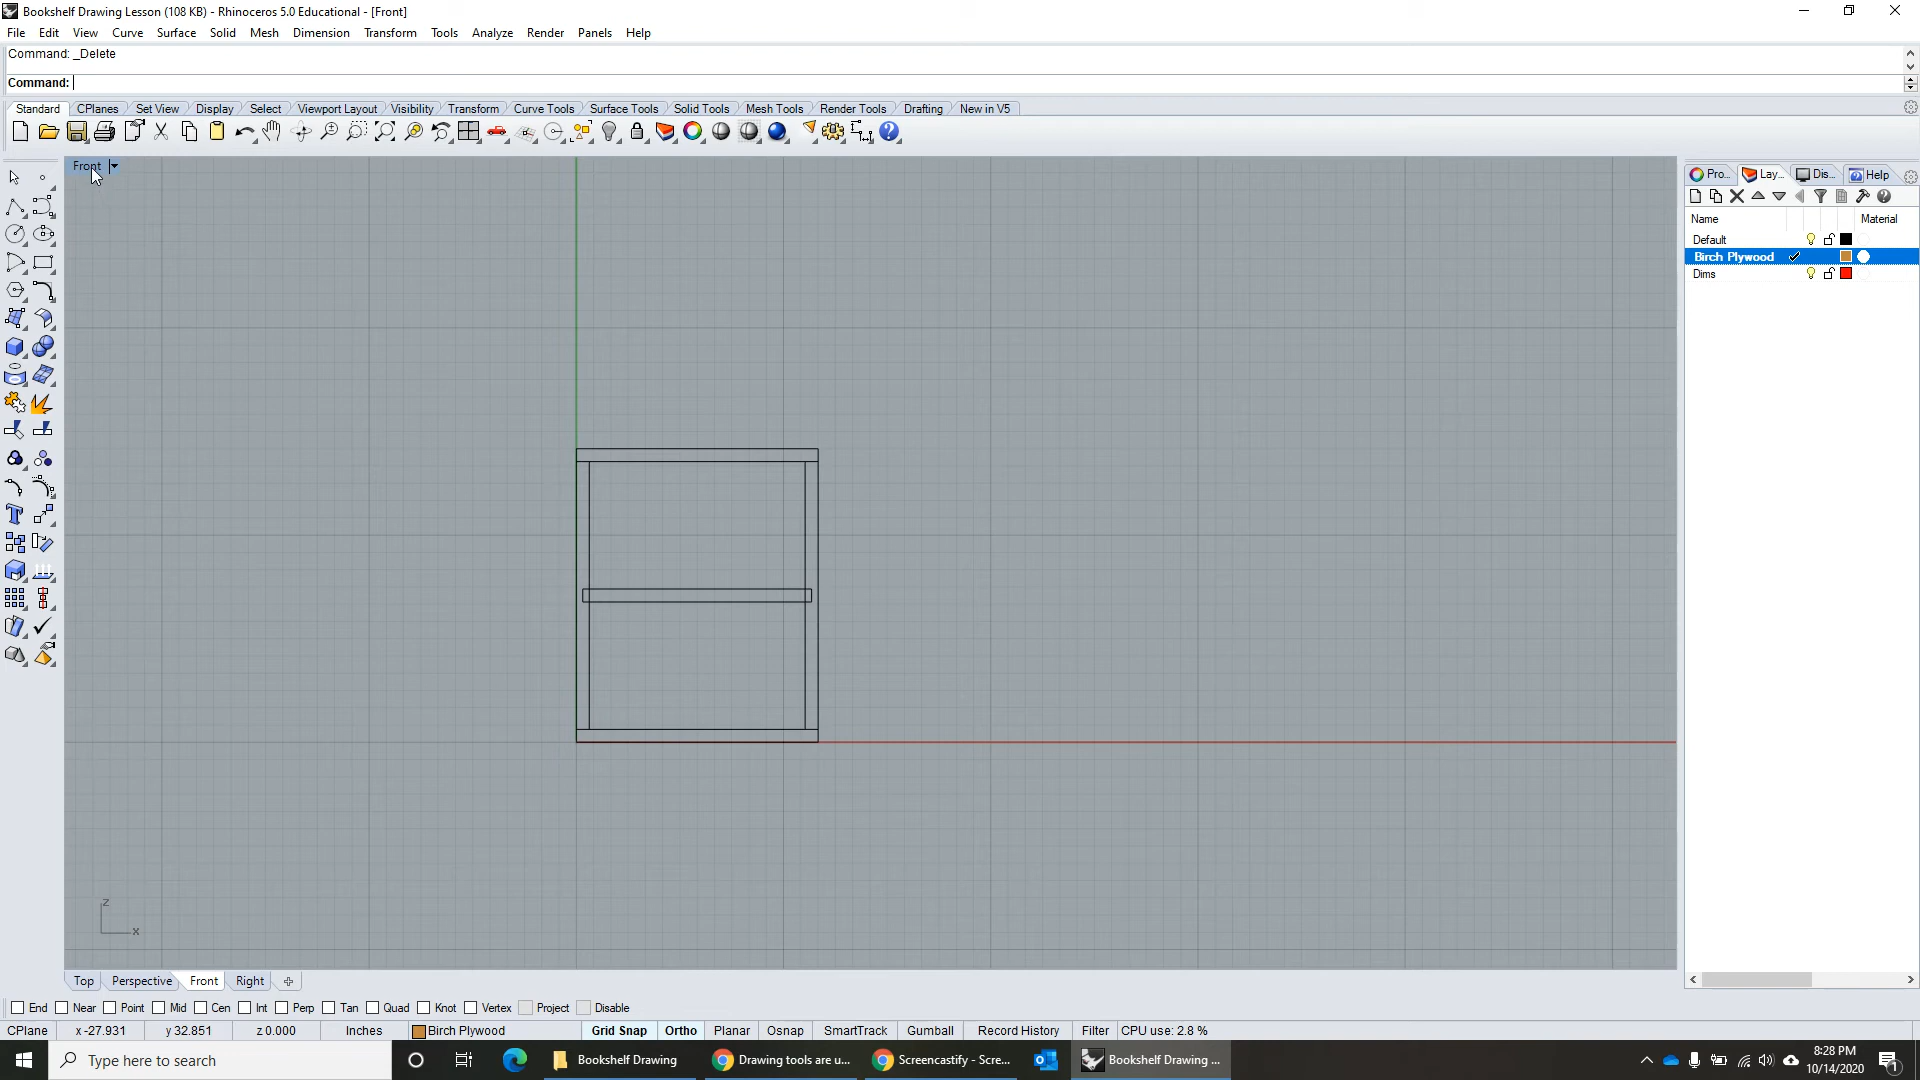 Bookshelf Drawing Lesson (108 KB) - Rhinoceros 5.0 Educational - [Front]
File Edit View Curve Surface Solid Mesh Dimension Transform Tools Analyze Render Panels Help
Command: _Delete
Command:
Standard CPlanes Set View Display Select Viewport Layout Visibility Transform Curve Tools Surface Tools Solid Tools Mesh Tools Render Tools Drafting New in V5
Front
Pro... Lay... Dis... Help
Name Material
Default
Birch Plywood
Dims
z
x
Top Perspective Front Right
End Near Point Mid Cen Int Perp Tan Quad Knot Vertex Project Disable
CPlane x -27.931 y 32.851 z 0.000 Inches Birch Plywood Grid Snap Ortho Planar Osnap SmartTrack Gumball Record History Filter CPU use: 2.8 %
Type here to search Bookshelf Drawing Drawing tools are u... Screencastify - Scre... Bookshelf Drawing ... 8:28 PM
10/14/2020 1